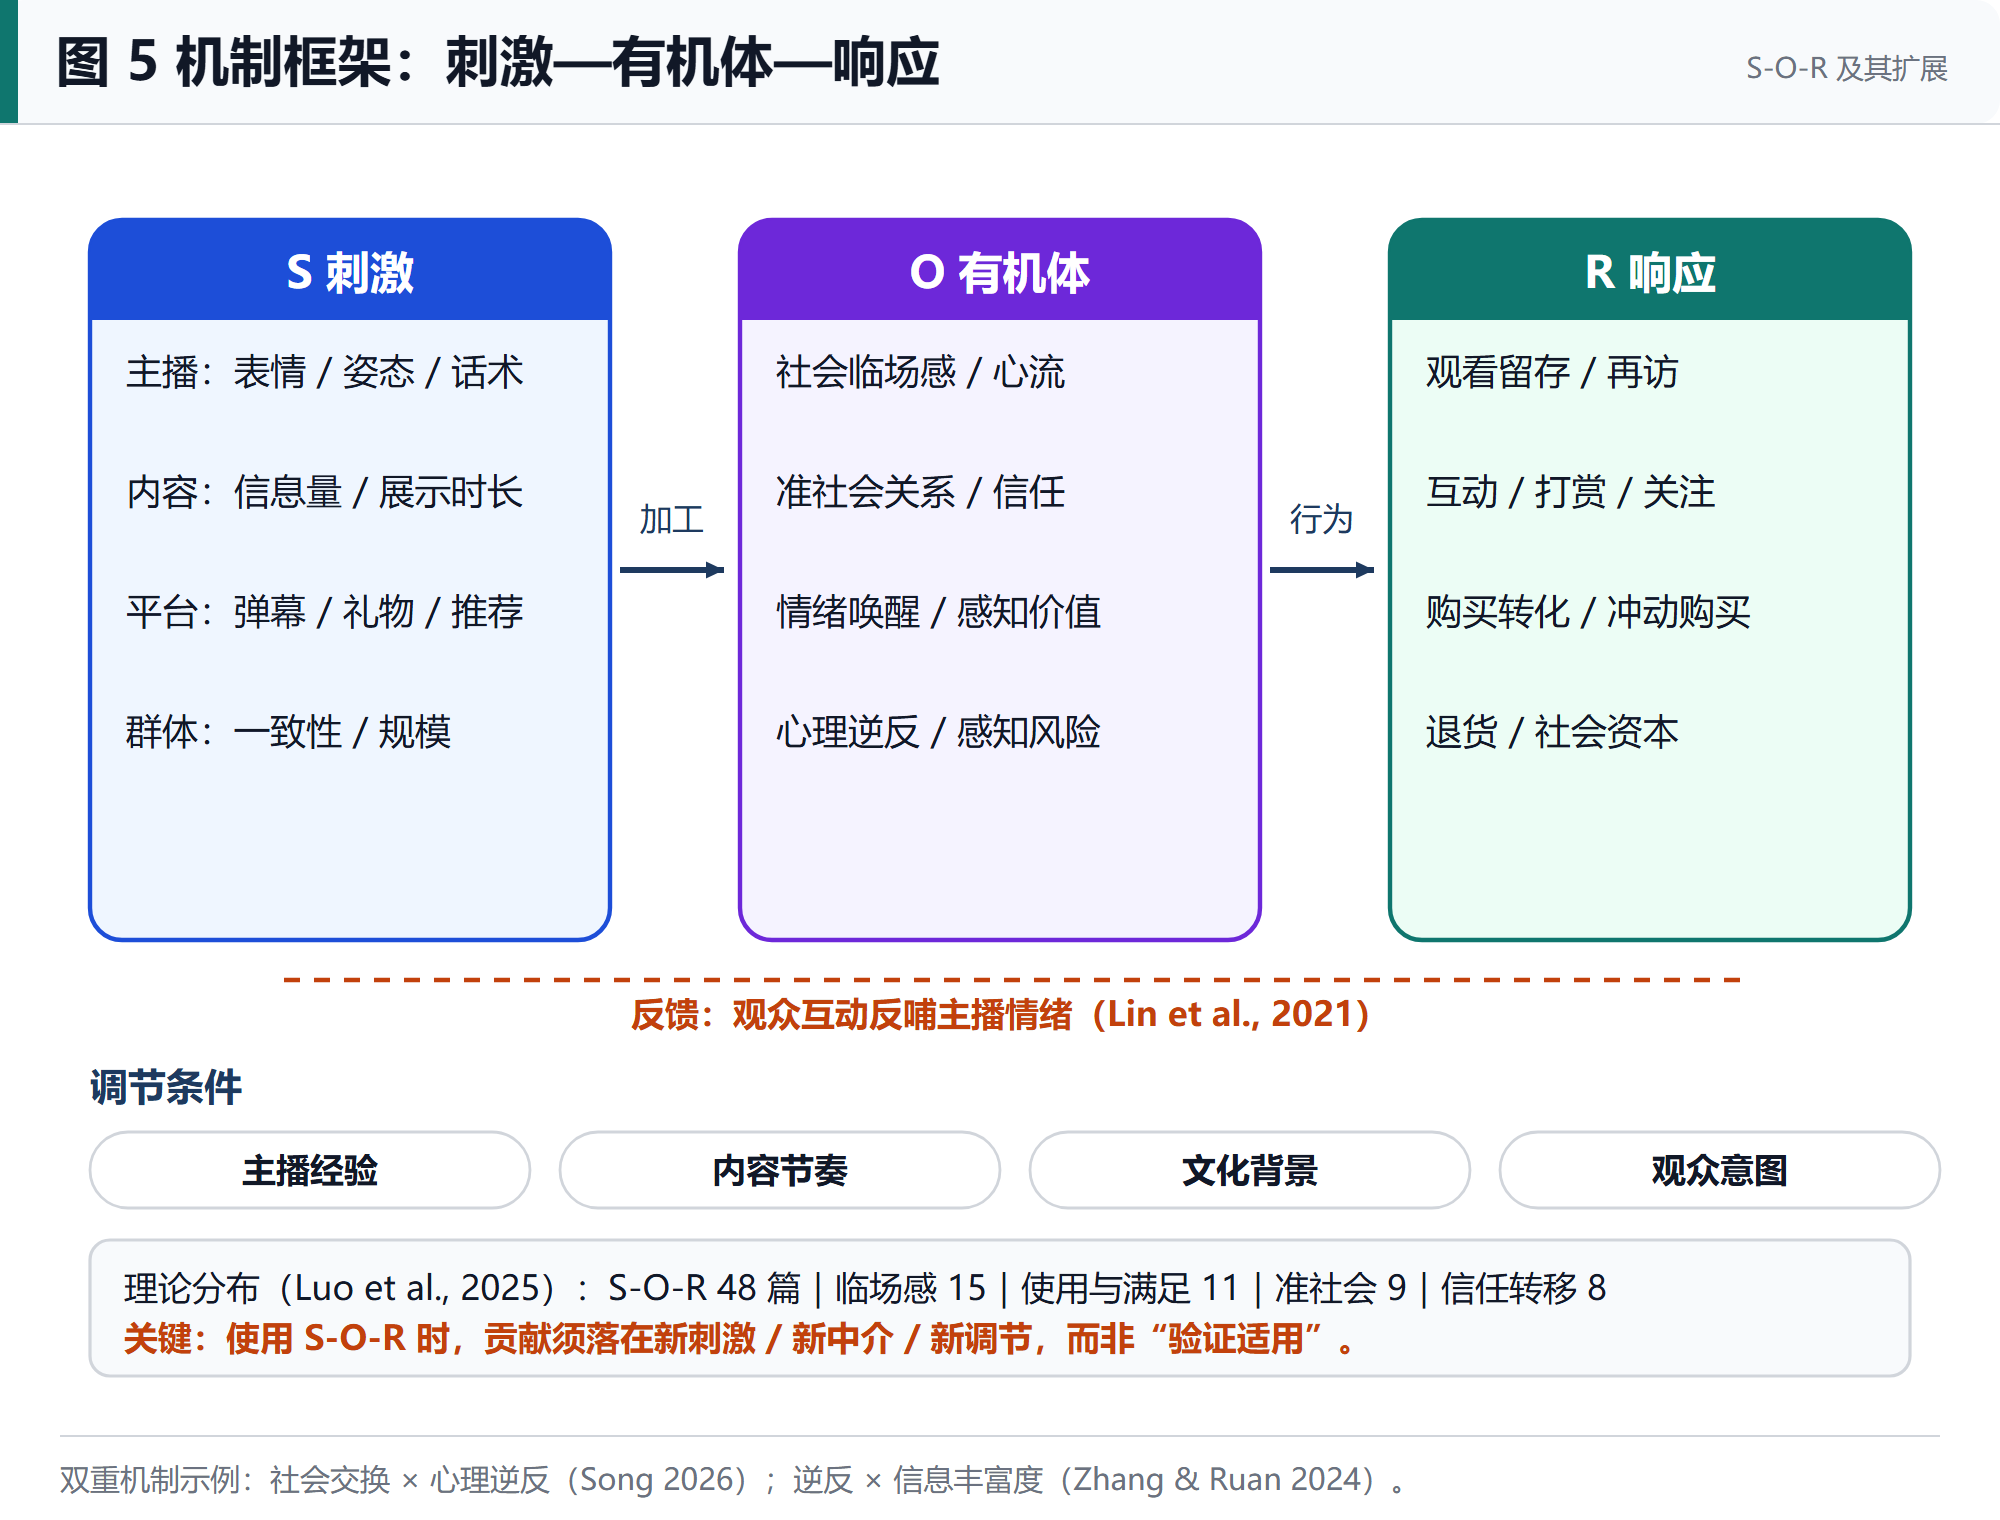 图 5 机制框架：刺激—有机体—响应
S-O-R 及其扩展
S 刺激
主播：表情 / 姿态 / 话术
内容：信息量 / 展示时长
平台：弹幕 / 礼物 / 推荐
群体：一致性 / 规模
加工
O 有机体
社会临场感 / 心流
准社会关系 / 信任
情绪唤醒 / 感知价值
心理逆反 / 感知风险
行为
R 响应
观看留存 / 再访
互动 / 打赏 / 关注
购买转化 / 冲动购买
退货 / 社会资本
反馈：观众互动反哺主播情绪（Lin et al., 2021）
调节条件
主播经验
内容节奏
文化背景
观众意图
理论分布（Luo et al., 2025）：S-O-R 48 篇 | 临场感 15 | 使用与满足 11 | 准社会 9 | 信任转移 8
关键：使用 S-O-R 时，贡献须落在新刺激 / 新中介 / 新调节，而非“验证适用”。
双重机制示例：社会交换 × 心理逆反（Song 2026）；逆反 × 信息丰富度（Zhang & Ruan 2024）。